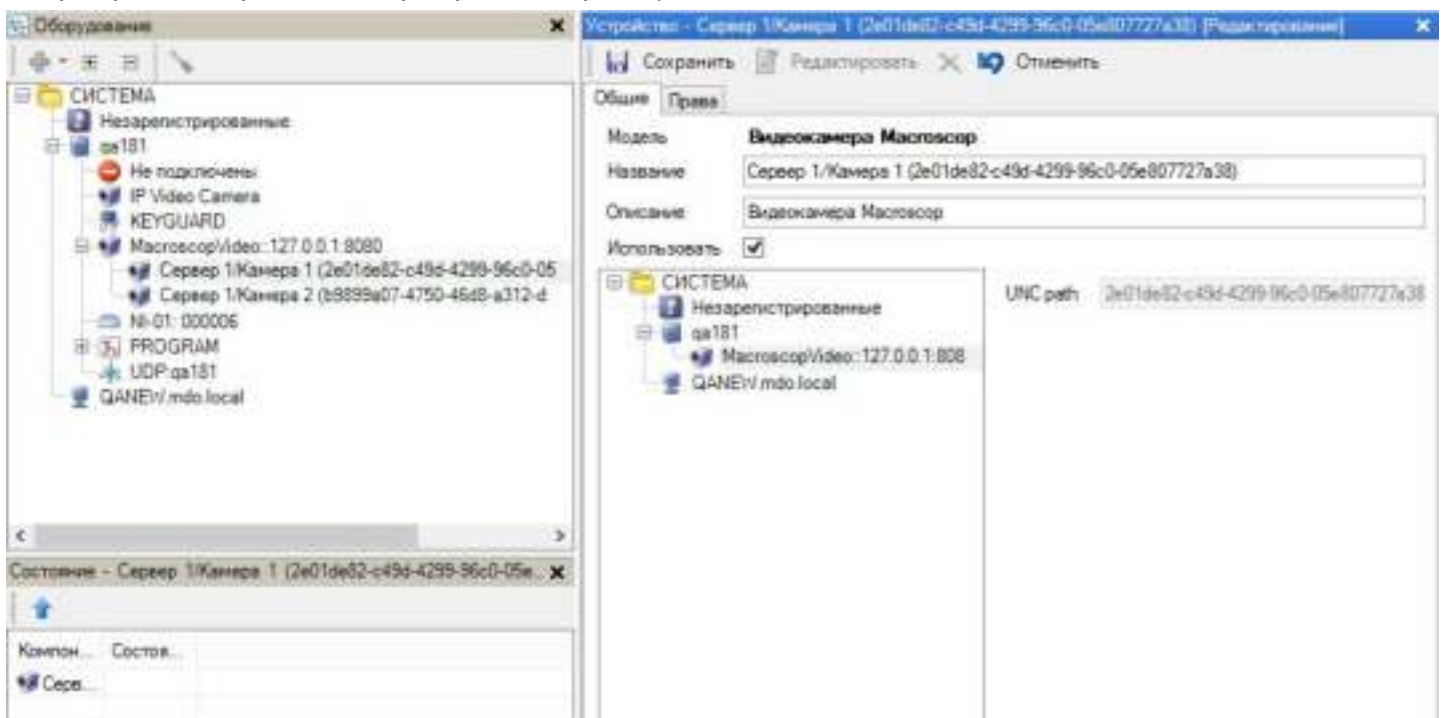 Оборудование
СИСТЕМА
Незарегистрированные
qa181
Не подключены
IP Video Camera
KEYGUARD
MacroscopVideo::127.0.0.1:8080
Сервер 1/Камера 1 (2e01de82-c49d-4299-96c0-05
Сервер 1/Камера 2 (b9899a07-4750-46d8-a312-d
NI-01: 000006
PROGRAM
UDP:qa181
QANEW.mdo.local
Состояние - Сервер 1/Камера 1 (2e01de82-c49d-4299-96c0-05e...
Компон... Состоя...
Серв...
Устройство - Сервер 1/Камера 1 (2e01de82-c49d-4299-96c0-05e807727a38) [Редактирование]
Сохранить Редактировать Отменить
Общие Права
Модель Видеокамера Macroscop
Название Сервер 1/Камера 1 (2e01de82-c49d-4299-96c0-05e807727a38)
Описание Видеокамера Macroscop
Использовать
СИСТЕМА
Незарегистрированные
qa181
MacroscopVideo::127.0.0.1:808
QANEW.mdo.local
UNC path 2e01de82-c49d-4299-96c0-05e807727a38